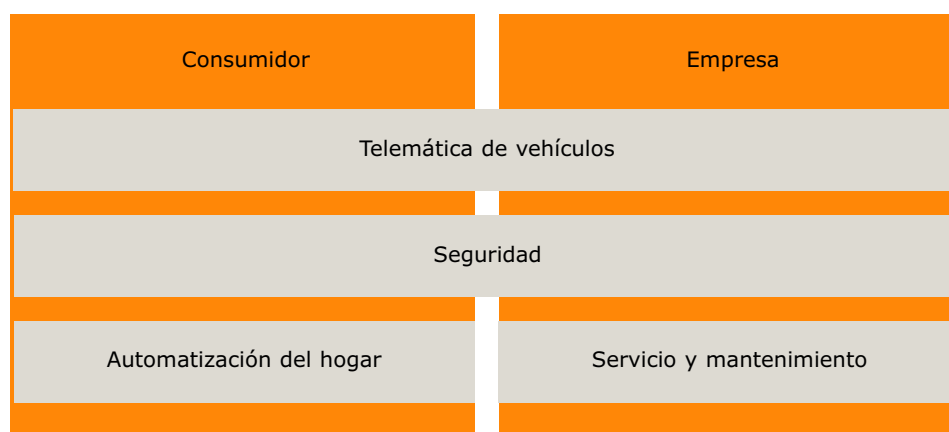 Consumidor
Empresa
Telemática de vehículos
Seguridad
Automatización del hogar
Servicio y mantenimiento